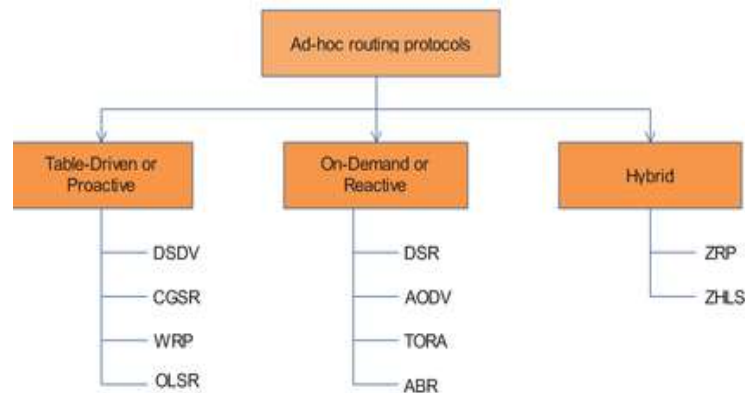 Ad-hoc routing protocols
Table-Driven or
Proactive
On-Demand or
Reactive
Hybrid
DSDV
CGSR
WRP
OLSR
DSR
AODV
TORA
ABR
ZRP
ZHLS